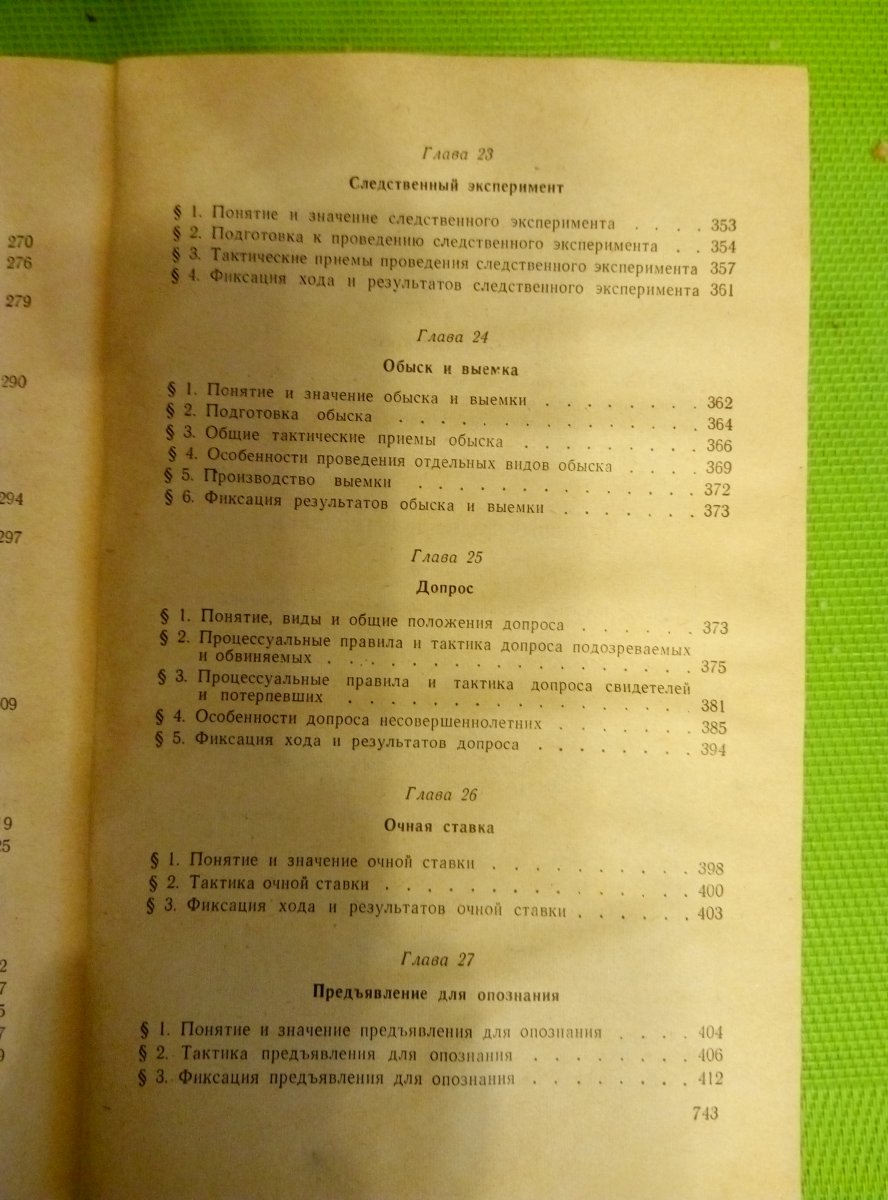 270
276
279
290
294
297
09
9
25
2
7
5
7
9
Глава 23
Следственный эксперимент
§ 1. Понятие и значение следственного эксперимента . . . . 353
§ 2. Подготовка к проведению следственного эксперимента . . 354
§ 3. Тактические приемы проведения следственного эксперимента 357
§ 4. Фиксация хода и результатов следственного эксперимента 361
Глава 24
Обыск и выемка
§ 1. Понятие и значение обыска и выемки . . . . . . . . 362
§ 2. Подготовка обыска . . . . . . . . . . . . . . 364
§ 3. Общие тактические приемы обыска . . . . . . . . 366
§ 4. Особенности проведения отдельных видов обыска . . . . 369
§ 5. Производство выемки . . . . . . . . . . . . . 372
§ 6. Фиксация результатов обыска и выемки . . . . . . . 373
Глава 25
Допрос
§ 1. Понятие, виды и общие положения допроса . . . . . . 373
§ 2. Процессуальные правила и тактика допроса подозреваемых
и обвиняемых . . . . . . . . . . . . . . . . . . 375
§ 3. Процессуальные правила и тактика допроса свидетелей
и потерпевших . . . . . . . . . . . . . . . . . 381
§ 4. Особенности допроса несовершеннолетних . . . . . . . 385
§ 5. Фиксация хода и результатов допроса . . . . . . . . 394
Глава 26
Очная ставка
§ 1. Понятие и значение очной ставки . . . . . . . . . . 398
§ 2. Тактика очной ставки . . . . . . . . . . . . . . 400
§ 3. Фиксация хода и результатов очной ставки . . . . . . 403
Глава 27
Предъявление для опознания
§ 1. Понятие и значение предъявления для опознания . . . . 404
§ 2. Тактика предъявления для опознания . . . . . . . . 406
§ 3. Фиксация предъявления для опознания . . . . . . . . 412
743